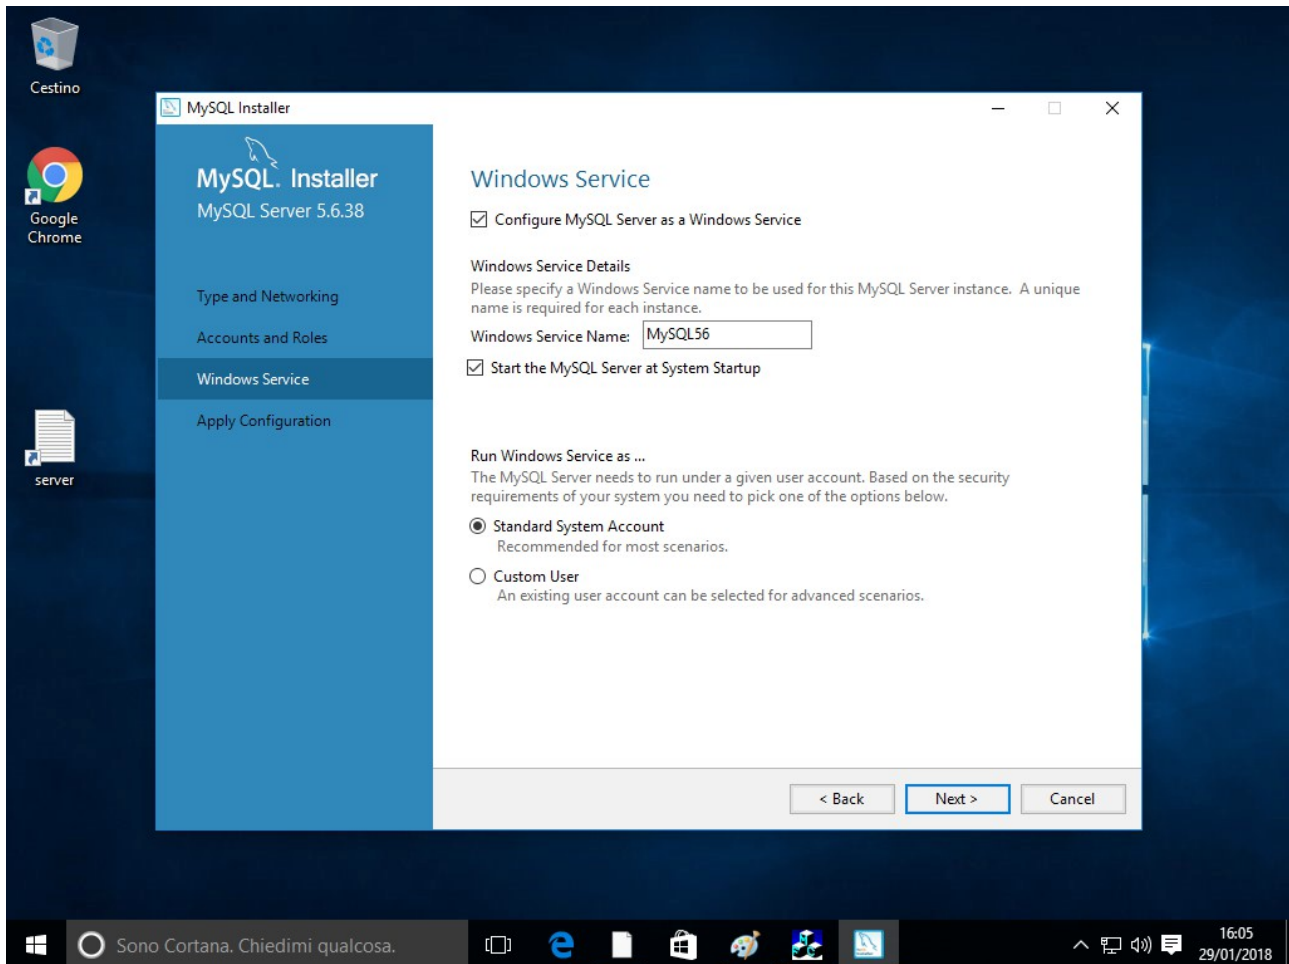 Cestino
Google
Chrome
server
MySQL Installer
MySQL. Installer
MySQL Server 5.6.38
Type and Networking
Accounts and Roles
Windows Service
Apply Configuration
Windows Service
Configure MySQL Server as a Windows Service
Windows Service Details
Please specify a Windows Service name to be used for this MySQL Server instance. A unique
name is required for each instance.
Windows Service Name: MySQL56
Start the MySQL Server at System Startup
Run Windows Service as ...
The MySQL Server needs to run under a given user account. Based on the security
requirements of your system you need to pick one of the options below.
Standard System Account
Recommended for most scenarios.
Custom User
An existing user account can be selected for advanced scenarios.
< Back Next > Cancel
Sono Cortana. Chiedimi qualcosa.
16:05
29/01/2018